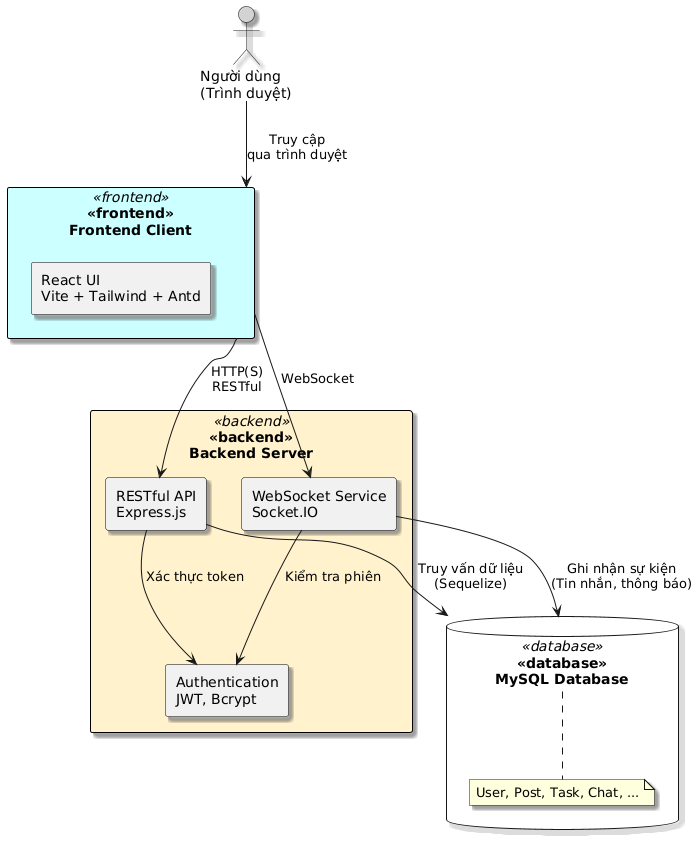 Người dùng
(Trình duyệt)
Truy cập
qua trình duyệt
«frontend»
«frontend»
Frontend Client
React UI
Vite + Tailwind + Antd
HTTP(S)
RESTful
WebSocket
«backend»
«backend»
Backend Server
RESTful API
Express.js
WebSocket Service
Socket.IO
Xác thực token
Kiểm tra phiên
Truy vấn dữ liệu
(Sequelize)
Ghi nhận sự kiện
(Tin nhắn, thông báo)
Authentication
JWT, Bcrypt
«database»
«database»
MySQL Database
User, Post, Task, Chat, ...